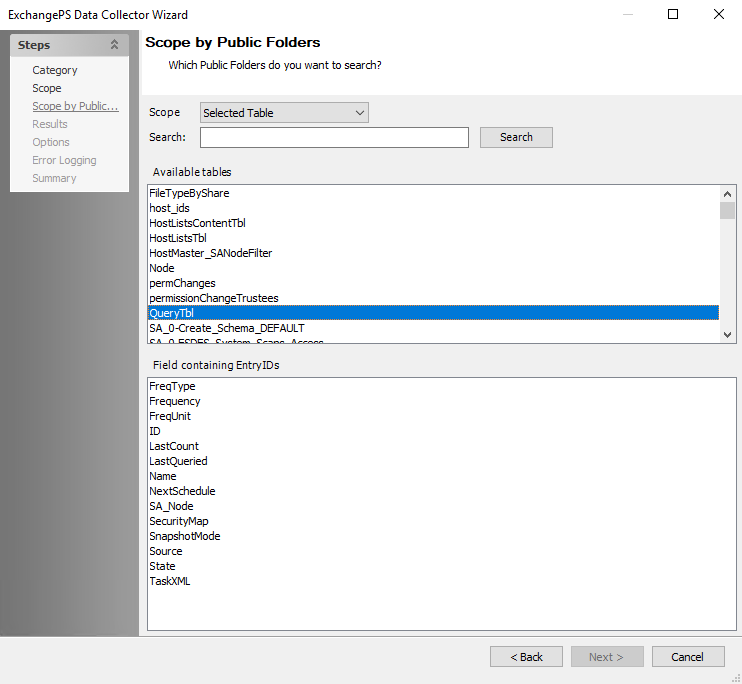 ExchangePS Data Collector Wizard
Steps
Category
Scope
Scope by Public...
Results
Options
Error Logging
Summary
Scope by Public Folders
Which Public Folders do you want to search?
Scope Selected Table
Search: Search
Available tables
FileTypeByShare
host_ids
HostListsContentTbl
HostListsTbl
HostMaster_SANodeFilter
Node
permChanges
permissionChangeTrustees
QueryTbl
SA_0-Create_Schema_DEFAULT
Field containing EntryIDs
FreqType
Frequency
FreqUnit
ID
LastCount
LastQueried
Name
NextSchedule
SA_Node
SecurityMap
SnapshotMode
Source
State
TaskXML
< Back Next > Cancel